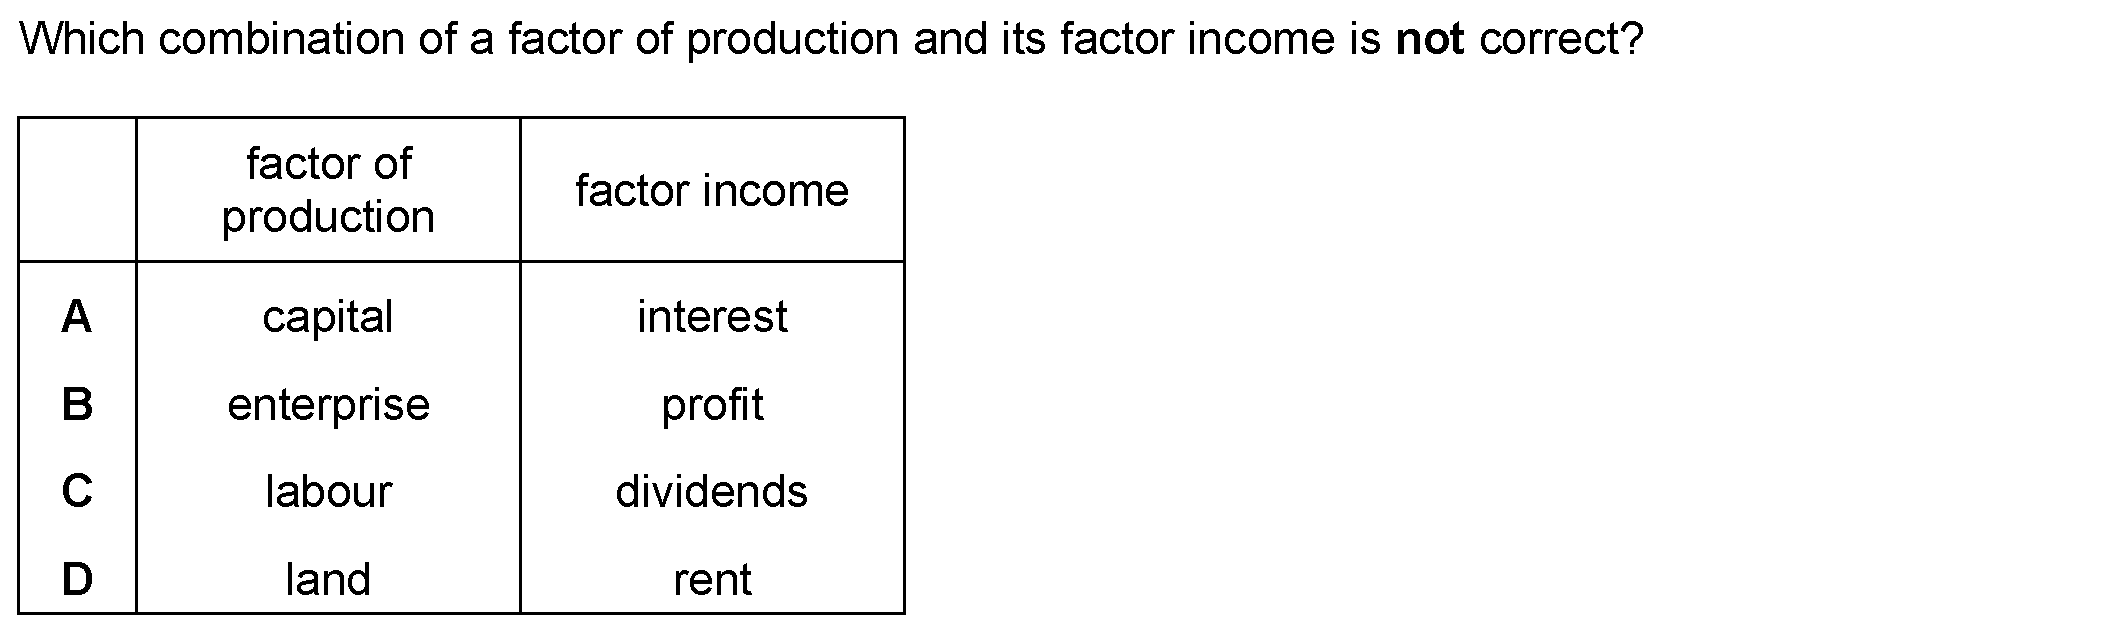 Which combination of a factor of production and its factor income is not correct?
factor of
production
factor income
A capital interest
B enterprise profit
C labour dividends
D land rent